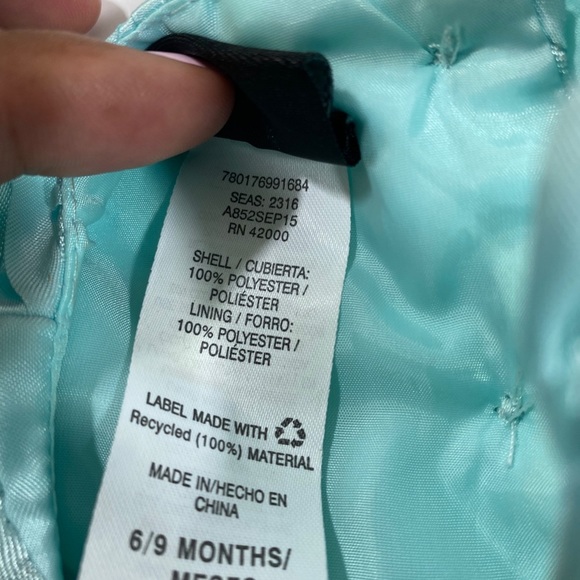 780176991684
SEAS: 2316
A852SEP15
RN 42000
SHELL / CUBIERTA:
100% POLYESTER /
POLIÉSTER
LINING / FORRO:
100% POLYESTER /
POLIÉSTER
LABEL MADE WITH
Recycled (100%) MATERIAL
MADE IN/HECHO EN
CHINA
6/9 MONTHS/